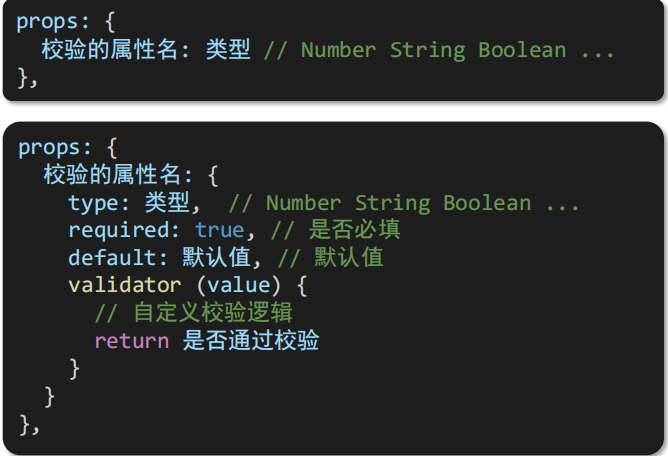 props: {
  校验的属性名: 类型 // Number String Boolean ...
},
props: {
  校验的属性名: {
    type: 类型,  // Number String Boolean ...
    required: true, // 是否必填
    default: 默认值, // 默认值
    validator (value) {
      // 自定义校验逻辑
      return 是否通过校验
    }
  }
},